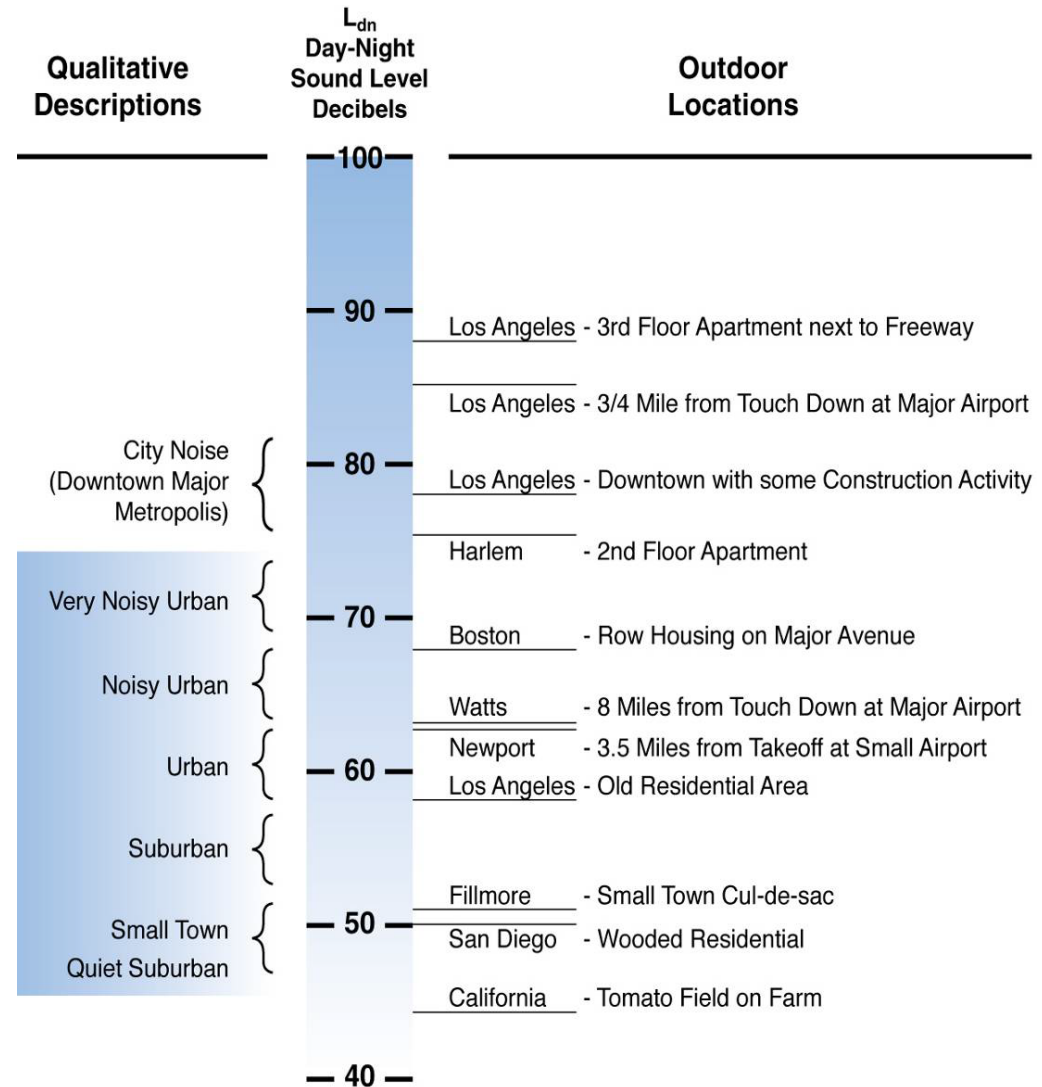 Qualitative
Descriptions
Ldn
Day-Night
Sound Level
Decibels
Outdoor
Locations
100
90
Los Angeles - 3rd Floor Apartment next to Freeway
Los Angeles - 3/4 Mile from Touch Down at Major Airport
City Noise
(Downtown Major
Metropolis)
80
Los Angeles - Downtown with some Construction Activity
Harlem - 2nd Floor Apartment
Very Noisy Urban
70
Boston - Row Housing on Major Avenue
Noisy Urban
Watts - 8 Miles from Touch Down at Major Airport
Newport - 3.5 Miles from Takeoff at Small Airport
Urban
60
Los Angeles - Old Residential Area
Suburban
Fillmore - Small Town Cul-de-sac
Small Town
Quiet Suburban
50
San Diego - Wooded Residential
California - Tomato Field on Farm
40